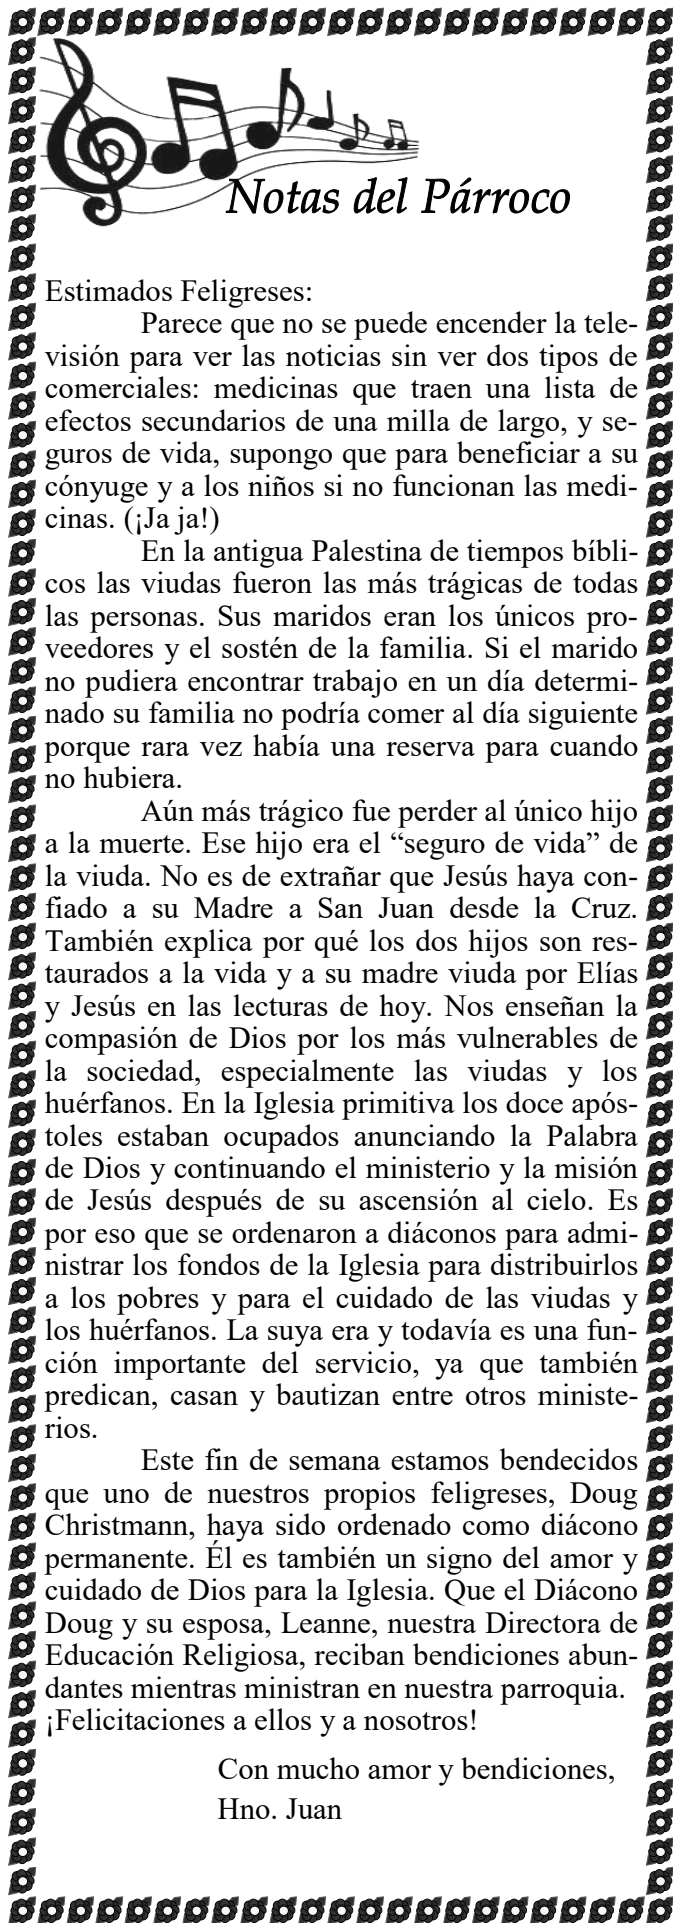 Notas del Párroco
Estimados Feligreses:
Parece que no se puede encender la tele-
visión para ver las noticias sin ver dos tipos de
comerciales: medicinas que traen una lista de
efectos secundarios de una milla de largo, y se-
guros de vida, supongo que para beneficiar a su
cónyuge y a los niños si no funcionan las medi-
cinas. (¡Ja ja!)
En la antigua Palestina de tiempos bíbli-
cos las viudas fueron las más trágicas de todas
las personas. Sus maridos eran los únicos pro-
veedores y el sostén de la familia. Si el marido
no pudiera encontrar trabajo en un día determi-
nado su familia no podría comer al día siguiente
porque rara vez había una reserva para cuando
no hubiera.
Aún más trágico fue perder al único hijo
a la muerte. Ese hijo era el “seguro de vida” de
la viuda. No es de extrañar que Jesús haya con-
fiado a su Madre a San Juan desde la Cruz.
También explica por qué los dos hijos son res-
taurados a la vida y a su madre viuda por Elías
y Jesús en las lecturas de hoy. Nos enseñan la
compasión de Dios por los más vulnerables de
la sociedad, especialmente las viudas y los
huérfanos. En la Iglesia primitiva los doce após-
toles estaban ocupados anunciando la Palabra
de Dios y continuando el ministerio y la misión
de Jesús después de su ascensión al cielo. Es
por eso que se ordenaron a diáconos para admi-
nistrar los fondos de la Iglesia para distribuirlos
a los pobres y para el cuidado de las viudas y
los huérfanos. La suya era y todavía es una fun-
ción importante del servicio, ya que también
predican, casan y bautizan entre otros ministe-
rios.
Este fin de semana estamos bendecidos
que uno de nuestros propios feligreses, Doug
Christmann, haya sido ordenado como diácono
permanente. Él es también un signo del amor y
cuidado de Dios para la Iglesia. Que el Diácono
Doug y su esposa, Leanne, nuestra Directora de
Educación Religiosa, reciban bendiciones abun-
dantes mientras ministran en nuestra parroquia.
¡Felicitaciones a ellos y a nosotros!
Con mucho amor y bendiciones,
Hno. Juan